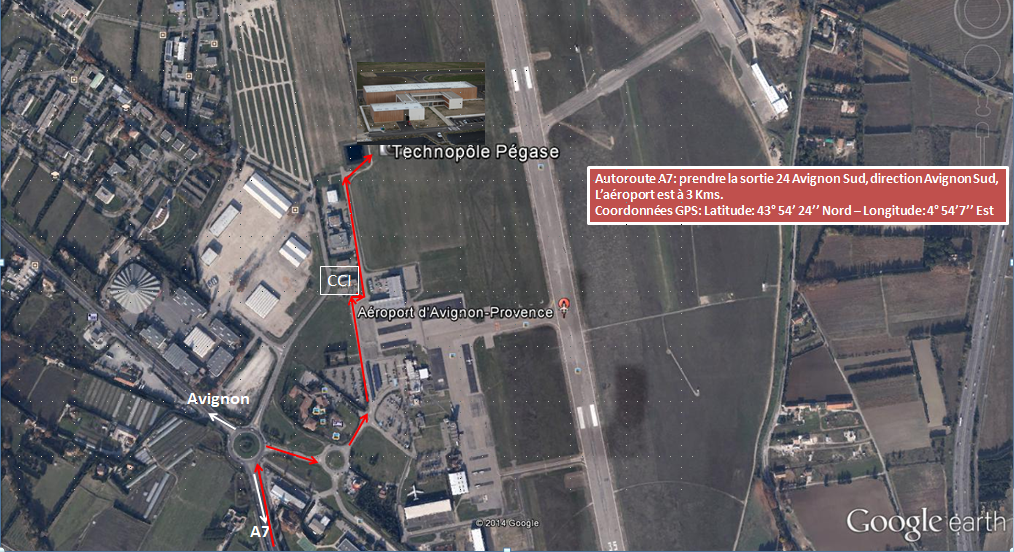 Technopôle Pégase
Autoroute A7: prendre la sortie 24 Avignon Sud, direction Avignon Sud,
L'aéroport est à 3 Kms.
Coordonnées GPS: Latitude: 43° 54' 24'' Nord – Longitude: 4° 54'7'' Est
CCI
Aéroport d'Avignon-Provence
Avignon
A7
© 2014 Google
Google earth